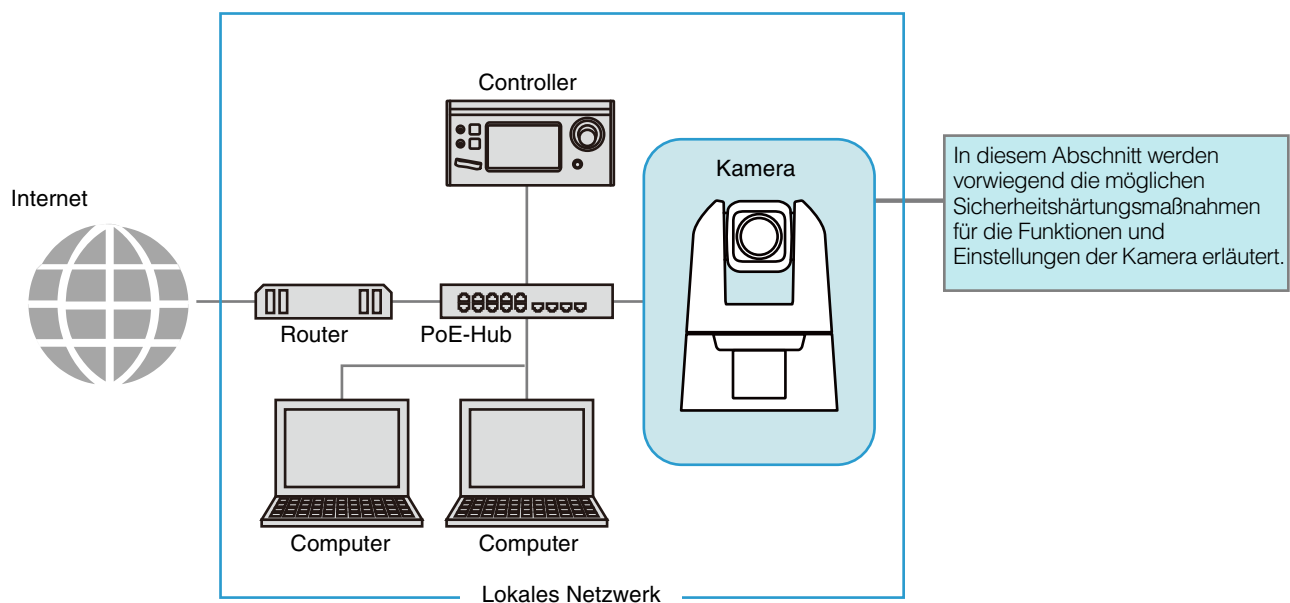 Controller
Kamera
In diesem Abschnitt werden
vorwiegend die möglichen
Sicherheitshärtungsmaßnahmen
für die Funktionen und
Einstellungen der Kamera erläutert.
Internet
Router
PoE-Hub
Computer
Computer
Lokales Netzwerk